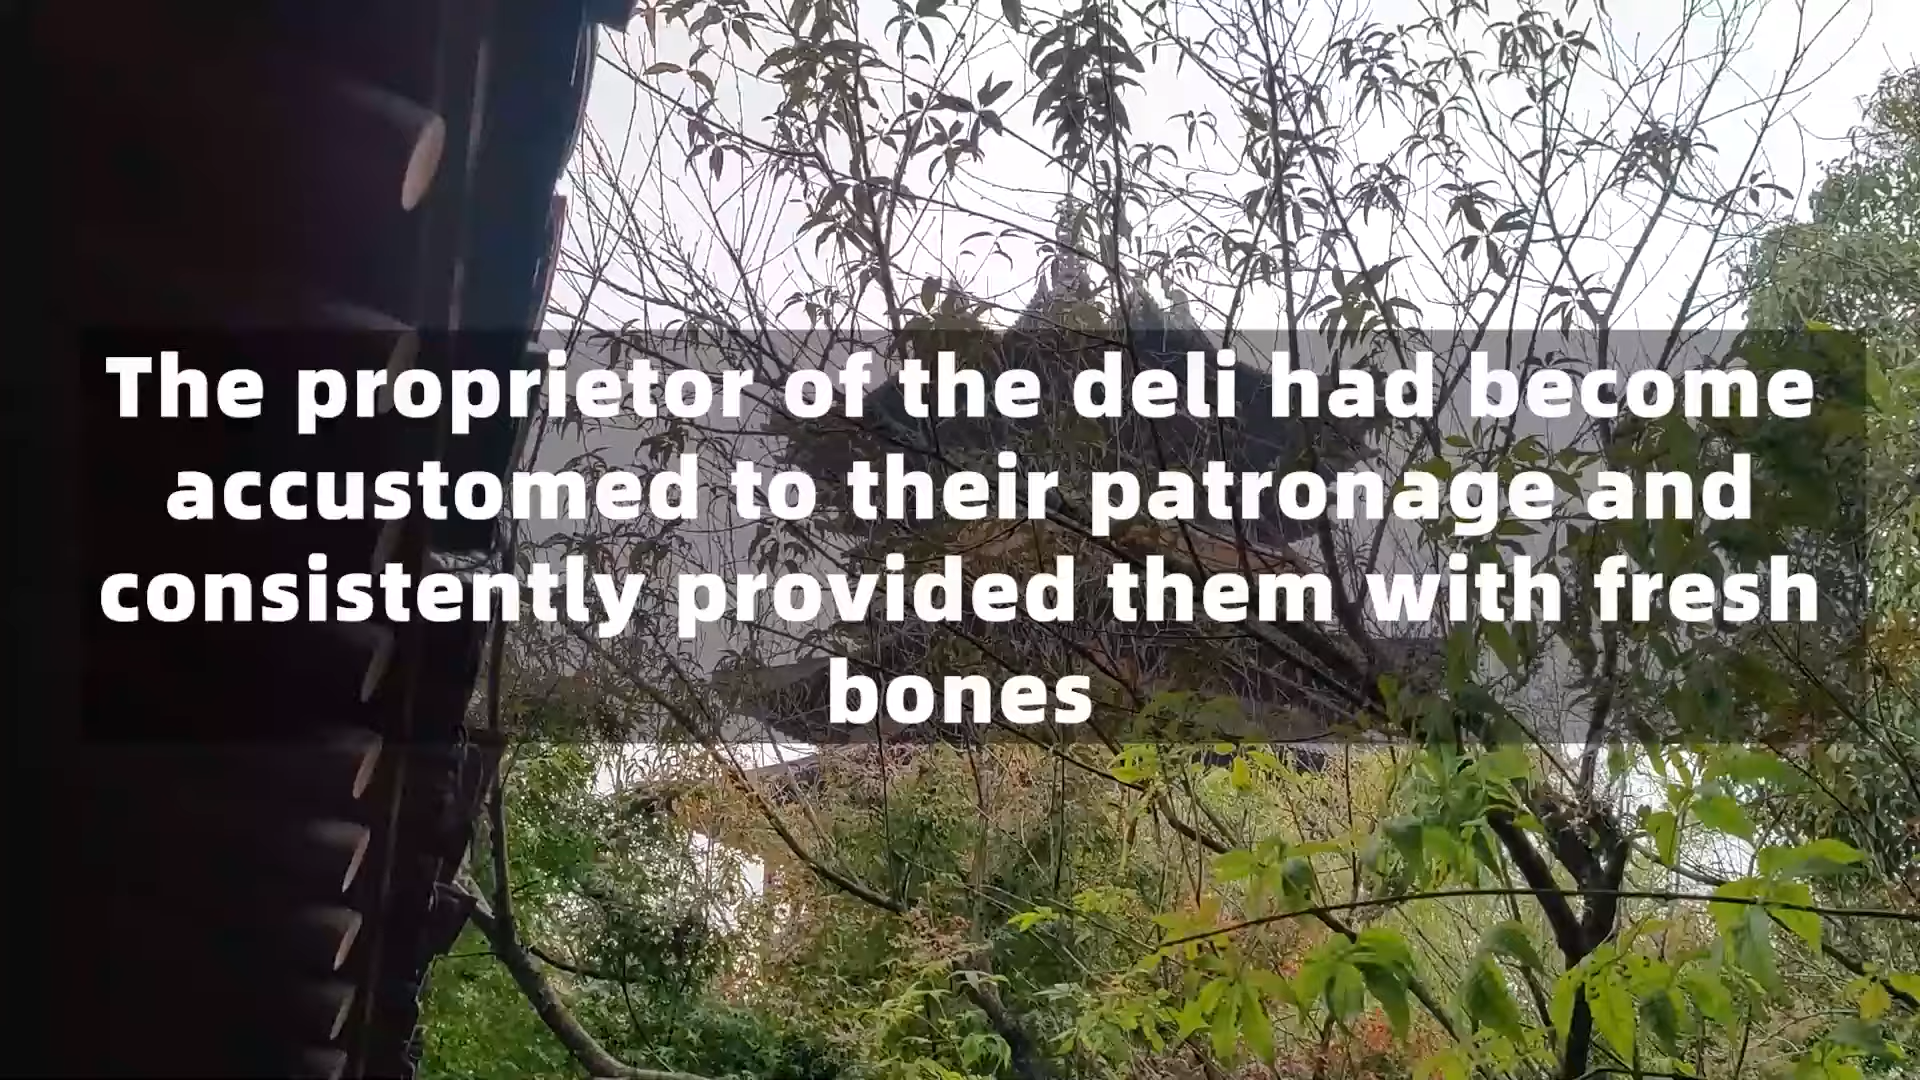 The proprietor of the deli had become
accustomed to their patronage and
consistently provided them with fresh
bones